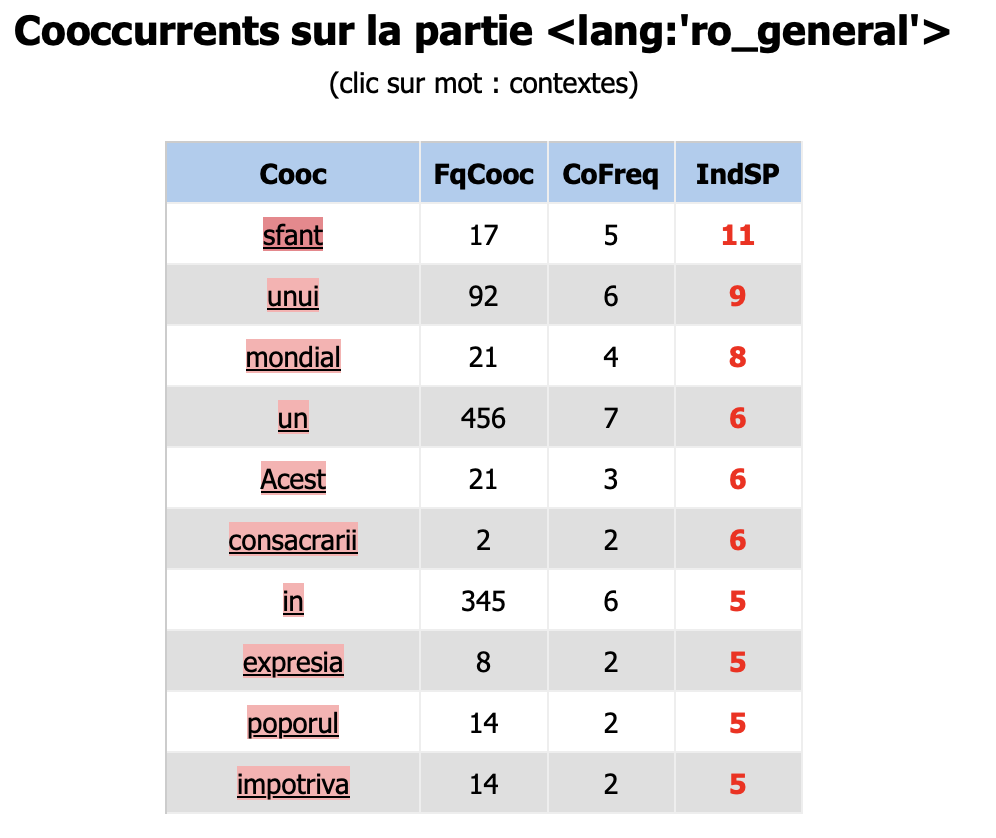 Cooccurrents sur la partie <lang:'ro_general'>
(clic sur mot : contextes)
Cooc FqCooc CoFreq IndSP
sfant 17 5 11
unui 92 6 9
mondial 21 4 8
un 456 7 6
Acest 21 3 6
consacrarii 2 2 6
in 345 6 5
expresia 8 2 5
poporul 14 2 5
impotriva 14 2 5